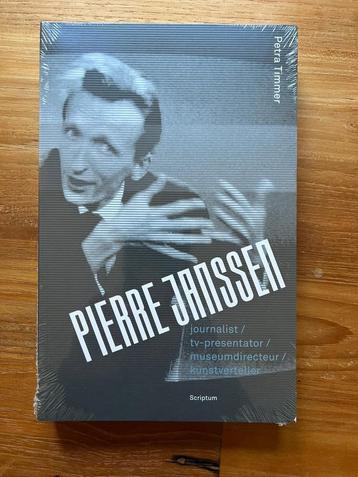 Petra Timmer
PIERRE JANSSEN
journalist /
tv-presentator /
museumdirecteur /
kunstverteller
Scriptum